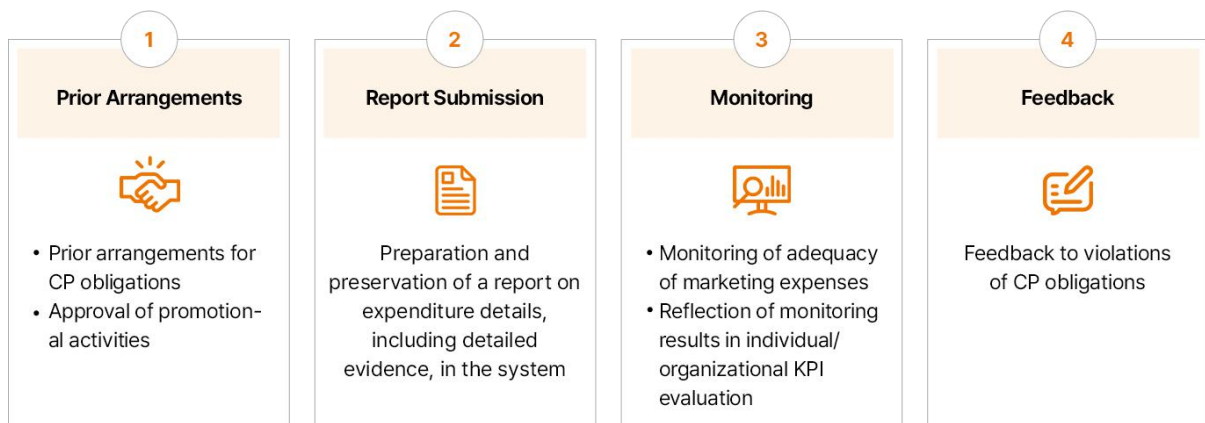 1
Prior Arrangements
• Prior arrangements for
CP obligations
• Approval of promotion-
al activities
2
Report Submission
Preparation and
preservation of a report on
expenditure details,
including detailed
evidence, in the system
3
Monitoring
• Monitoring of adequacy
of marketing expenses
• Reflection of monitoring
results in individual/
organizational KPI
evaluation
4
Feedback
Feedback to violations
of CP obligations